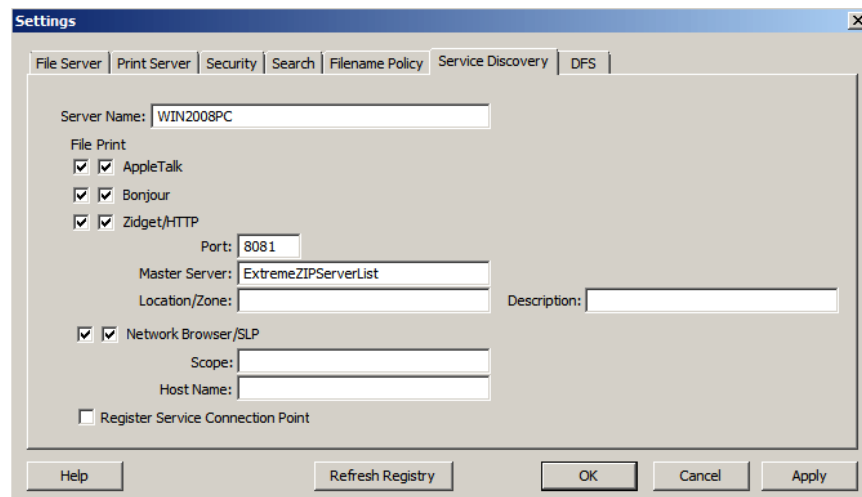 Settings
File Server Print Server Security Search Filename Policy Service Discovery DFS
Server Name: WIN2008PC
File Print
AppleTalk
Bonjour
Zidget/HTTP
Port: 8081
Master Server: ExtremeZIPServerList
Location/Zone: Description:
Network Browser/SLP
Scope:
Host Name:
Register Service Connection Point
Help Refresh Registry OK Cancel Apply